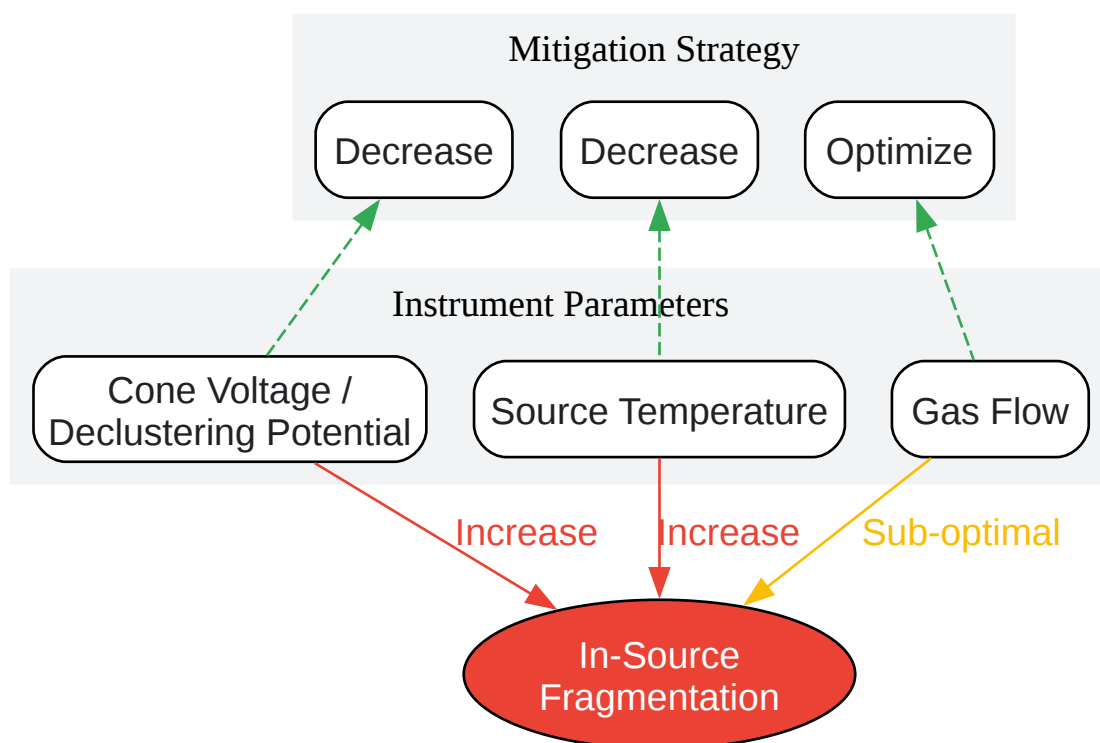 Mitigation Strategy
Decrease
Decrease
Optimize
Instrument Parameters
Cone Voltage /
Declustering Potential
Source Temperature
Gas Flow
Increase
Increase
Sub-optimal
In-Source
Fragmentation